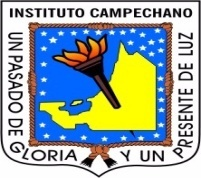 INSTITUTO CAMPECHANO
UN PASADO DE GLORIA Y UN PRESENTE DE LUZ